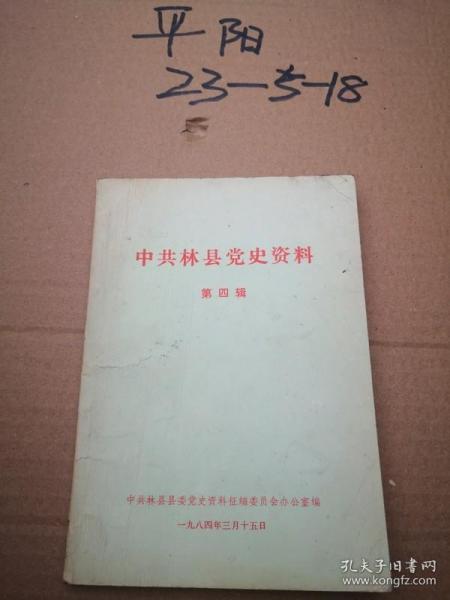 平阳
23-5-18
中共林县党史资料
第四辑
中共林县县委党史资料征编委员会办公室编
一九八四年三月十五日
孔夫子旧书网
www.kongfz.com